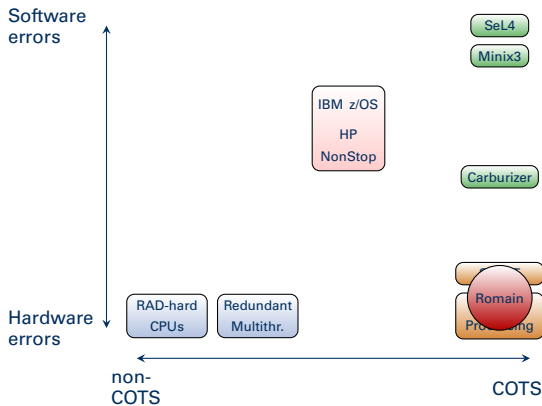 Software
errors
SeL4
Minix3
IBM z/OS
HP
NonStop
Carburizer
RAD-hard
CPUs
Redundant
Multithr.
Romain
Hardware
errors
non-
COTS
COTS